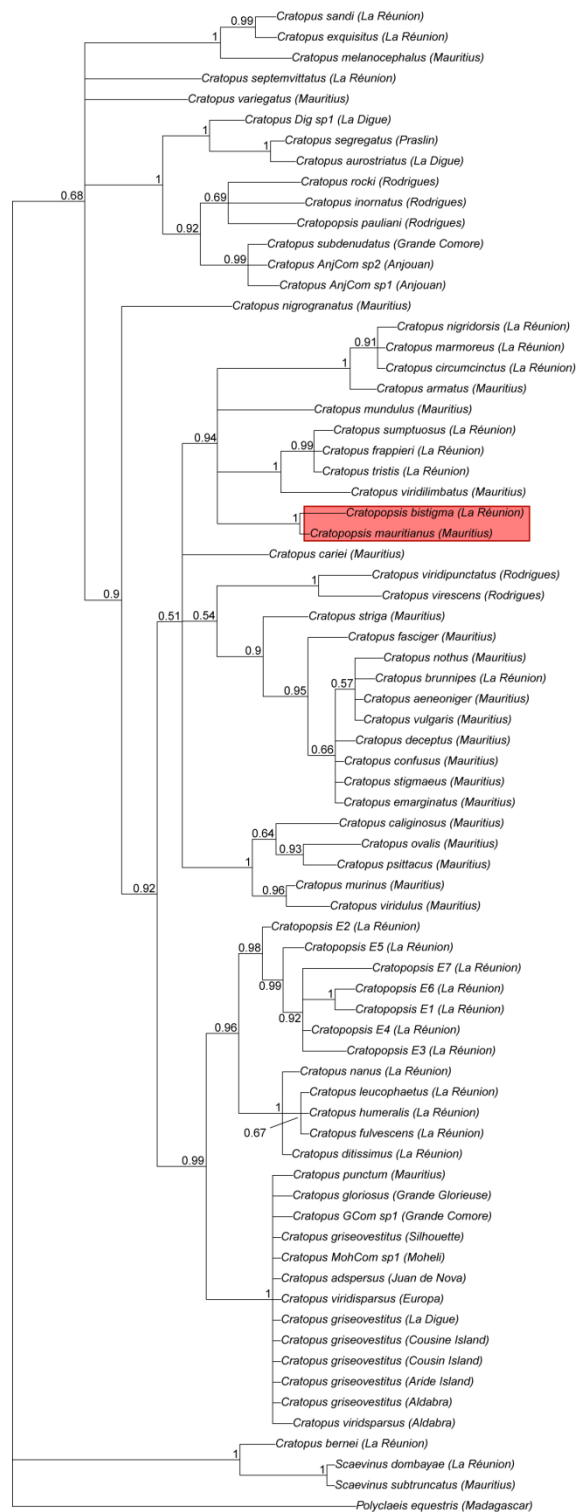 Cratopus sandi (La Réunion)
0.99
Cratopus exquisitus (La Réunion)
1
Cratopus melanocephalus (Mauritius)
Cratopus septemvittatus (La Réunion)
Cratopus variegatus (Mauritius)
Cratopus Dig sp1 (La Digue)
1
Cratopus segregatus (Praslin)
1
Cratopus aurostriatus (La Digue)
0.68
1
Cratopus rocki (Rodrigues)
0.69
Cratopus inornatus (Rodrigues)
Cratopopsis pauliani (Rodrigues)
0.92
Cratopus subdenudatus (Grande Comore)
0.99
Cratopus AnjCom sp2 (Anjouan)
Cratopus AnjCom sp1 (Anjouan)
Cratopus nigrogranatus (Mauritius)
Cratopus nigridorsis (La Réunion)
0.91
Cratopus marmoreus (La Réunion)
1
Cratopus circumcinctus (La Réunion)
Cratopus armatus (Mauritius)
Cratopus mundulus (Mauritius)
Cratopus sumptuosus (La Réunion)
0.94
0.99
Cratopus frappieri (La Réunion)
1
Cratopus tristis (La Réunion)
Cratopus viridilimbatus (Mauritius)
Cratopopsis bistigma (La Réunion)
1
Cratopopsis mauritianus (Mauritius)
Cratopus cariei (Mauritius)
Cratopus viridipunctatus (Rodrigues)
1
Cratopus virescens (Rodrigues)
0.9
0.51
0.54
Cratopus striga (Mauritius)
Cratopus fasciger (Mauritius)
0.9
Cratopus nothus (Mauritius)
0.57
Cratopus brunnipes (La Réunion)
0.95
Cratopus aeneoniger (Mauritius)
Cratopus vulgaris (Mauritius)
Cratopus deceptus (Mauritius)
0.66
Cratopus confusus (Mauritius)
Cratopus stigmaeus (Mauritius)
Cratopus emarginatus (Mauritius)
Cratopus caliginosus (Mauritius)
0.64
Cratopus ovalis (Mauritius)
0.93
1
Cratopus psittacus (Mauritius)
Cratopus murinus (Mauritius)
0.96
Cratopus viridulus (Mauritius)
0.92
Cratopopsis E2 (La Réunion)
0.98
Cratopopsis E5 (La Réunion)
Cratopopsis E7 (La Réunion)
0.99
Cratopopsis E6 (La Réunion)
1
Cratopopsis E1 (La Réunion)
0.92
Cratopopsis E4 (La Réunion)
0.96
Cratopopsis E3 (La Réunion)
Cratopus nanus (La Réunion)
Cratopus leucophaetus (La Réunion)
1
Cratopus humeralis (La Réunion)
0.67
Cratopus fulvescens (La Réunion)
Cratopus ditissimus (La Réunion)
0.99
Cratopus punctum (Mauritius)
Cratopus gloriosus (Grande Glorieuse)
Cratopus GCom sp1 (Grande Comore)
Cratopus griseovestitus (Silhouette)
Cratopus MohCom sp1 (Moheli)
Cratopus adspersus (Juan de Nova)
1
Cratopus viridisparsus (Europa)
Cratopus griseovestitus (La Digue)
Cratopus griseovestitus (Cousine Island)
Cratopus griseovestitus (Cousin Island)
Cratopus griseovestitus (Aride Island)
Cratopus griseovestitus (Aldabra)
Cratopus viridsparsus (Aldabra)
Cratopus bernei (La Réunion)
1
Scaevinus dombayae (La Réunion)
1
Scaevinus subtruncatus (Mauritius)
Polyclaeis equestris (Madagascar)